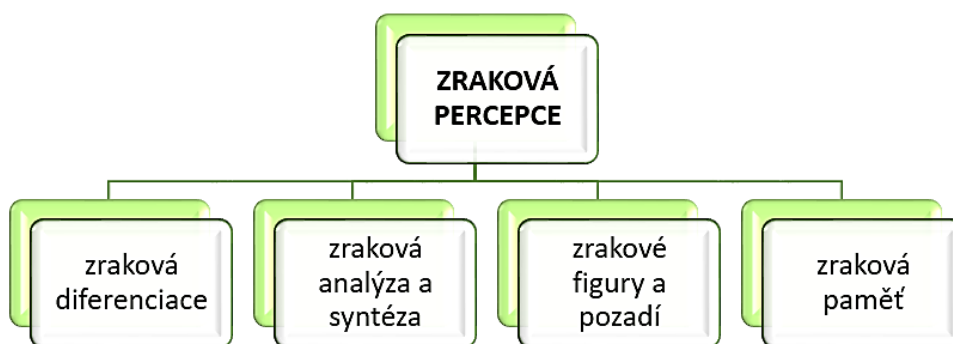 ZRAKOVÁ
PERCEPCE
zraková
diferenciace
zraková
analýza a
syntéza
zrakové
figury a
pozadí
zraková
paměť